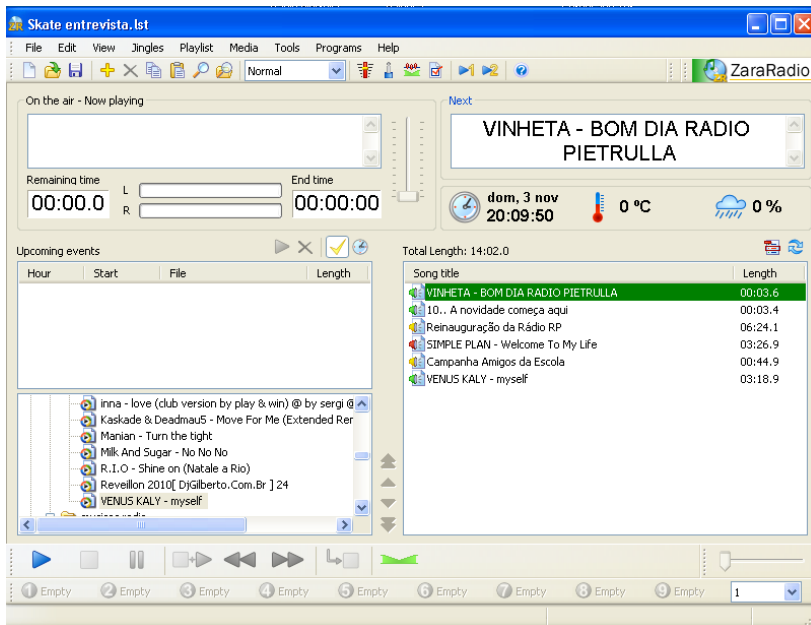 Skate entrevista.lst
File Edit View Jingles Playlist Media Tools Programs Help
Normal
ZaraRadio
On the air - Now playing
Next
VINHETA - BOM DIA RADIO
PIETRULLA
Remaining time
End time
00:00.0
L
R
00:00:00
dom, 3 nov
20:09:50
0 ºC
0 %
Upcoming events
Total Length: 14:02.0
Hour Start File Length
Song title Length
VINHETA - BOM DIA RADIO PIETRULLA 00:03.6
10.. A novidade começa aqui 00:03.4
Reinauguração da Rádio RP 06:24.1
SIMPLE PLAN - Welcome To My Life 03:26.9
Campanha Amigos da Escola 00:44.9
VENUS KALY - myself 03:18.9
inna - love (club version by play & win) @ by sergi @
Kaskade & Deadmau5 - Move For Me (Extended Rer
Manian - Turn the tight
Milk And Sugar - No No No
R.I.O - Shine on (Natale a Rio)
Reveillon 2010[ DjGilberto.Com.Br ] 24
VENUS KALY - myself
1 Empty 2 Empty 3 Empty 4 Empty 5 Empty 6 Empty 7 Empty 8 Empty 9 Empty 1